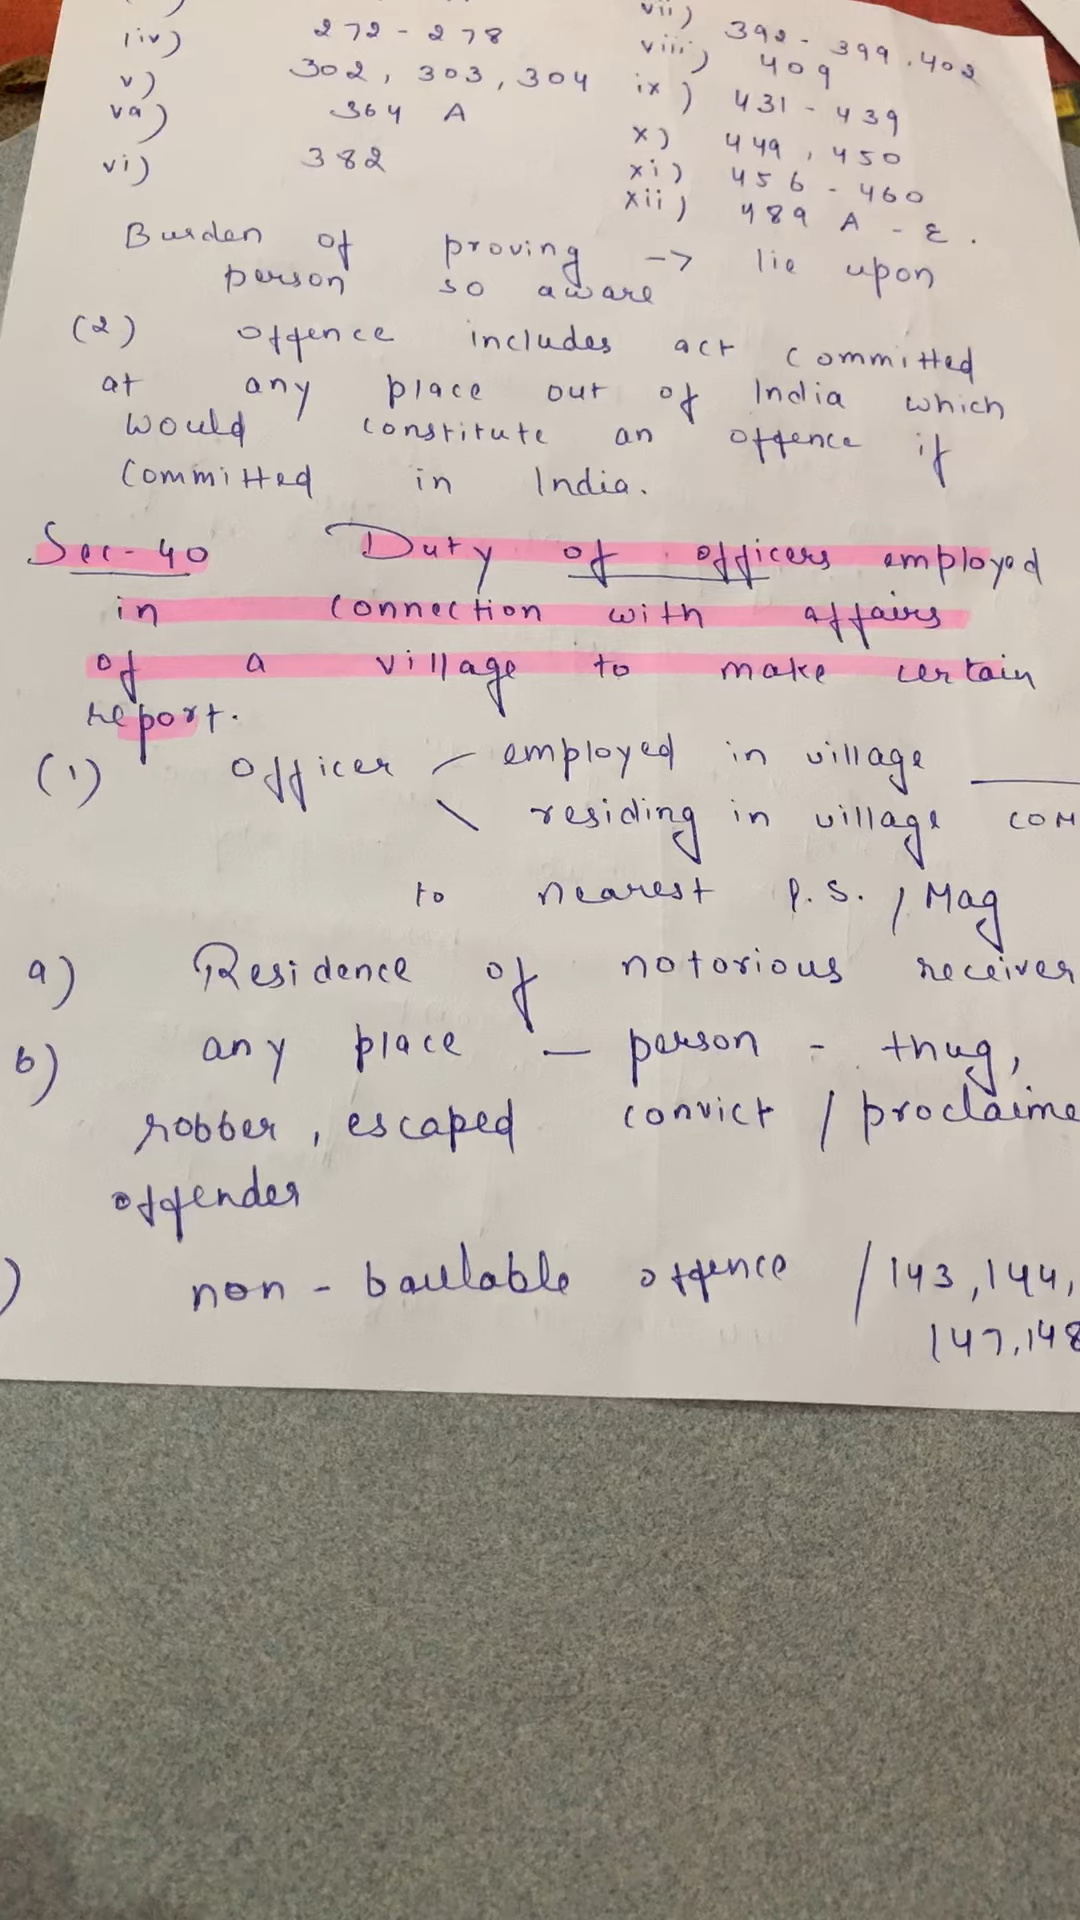 liv) 272 - 278
v) 302, 303, 304
va) 364 A
vi) 382
vii) 392 - 399, 402
viii) 409
ix) 431 - 439
x) 449, 450
xi) 456 - 460
xii) 489 A - E.
Burden of proving -> lie upon
person so aware
(2) offence includes act committed
at any place out of India which
would constitute an offence if
committed in India.
Sec - 40 Duty of officers employed
in connection with affairs
of a village to make certain
report.
(1) officer employed in village
residing in village com
to nearest P.S. / Mag
a) Residence of notorious receiver
b) any place - person - thug,
robber, escaped convict / proclaime
offender
) non - bailable offence / 143, 144,
147, 148